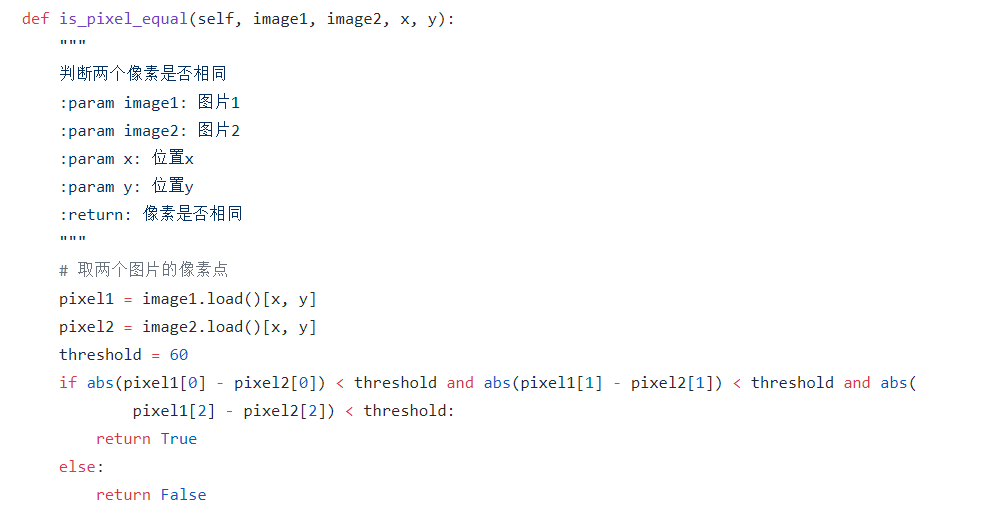 def is_pixel_equal(self, image1, image2, x, y):
    """
    判断两个像素是否相同
    :param image1: 图片1
    :param image2: 图片2
    :param x: 位置x
    :param y: 位置y
    :return: 像素是否相同
    """
    # 取两个图片的像素点
    pixel1 = image1.load()[x, y]
    pixel2 = image2.load()[x, y]
    threshold = 60
    if abs(pixel1[0] - pixel2[0]) < threshold and abs(pixel1[1] - pixel2[1]) < threshold and abs(
            pixel1[2] - pixel2[2]) < threshold:
        return True
    else:
        return False